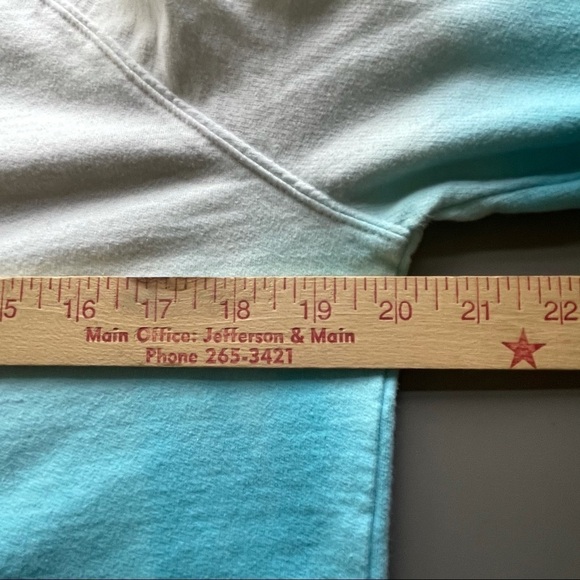 5 16 17 18 19 20 21 22
Main Office: Jefferson & Main
Phone 265-3421